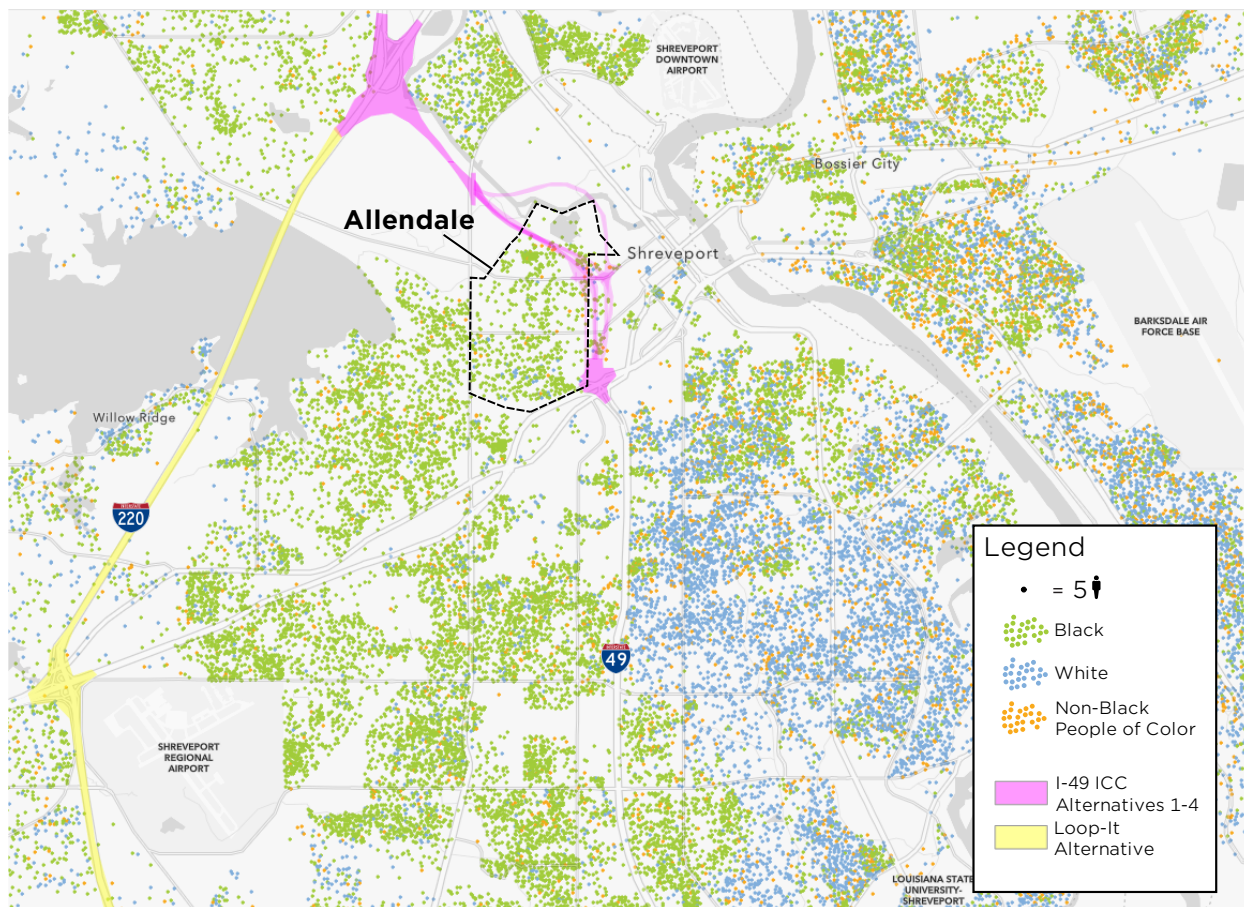 SHREVEPORT
DOWNTOWN
AIRPORT
Bossier City
Allendale
Shreveport
BARKSDALE AIR
FORCE BASE
Willow Ridge
INTERSTATE
220
INTERSTATE
49
SHREVEPORT
REGIONAL
AIRPORT
LOUISIANA STATE
UNIVERSITY-
SHREVEPORT
Legend
= 5
Black
White
Non-Black
People of Color
I-49 ICC
Alternatives 1-4
Loop-It
Alternative